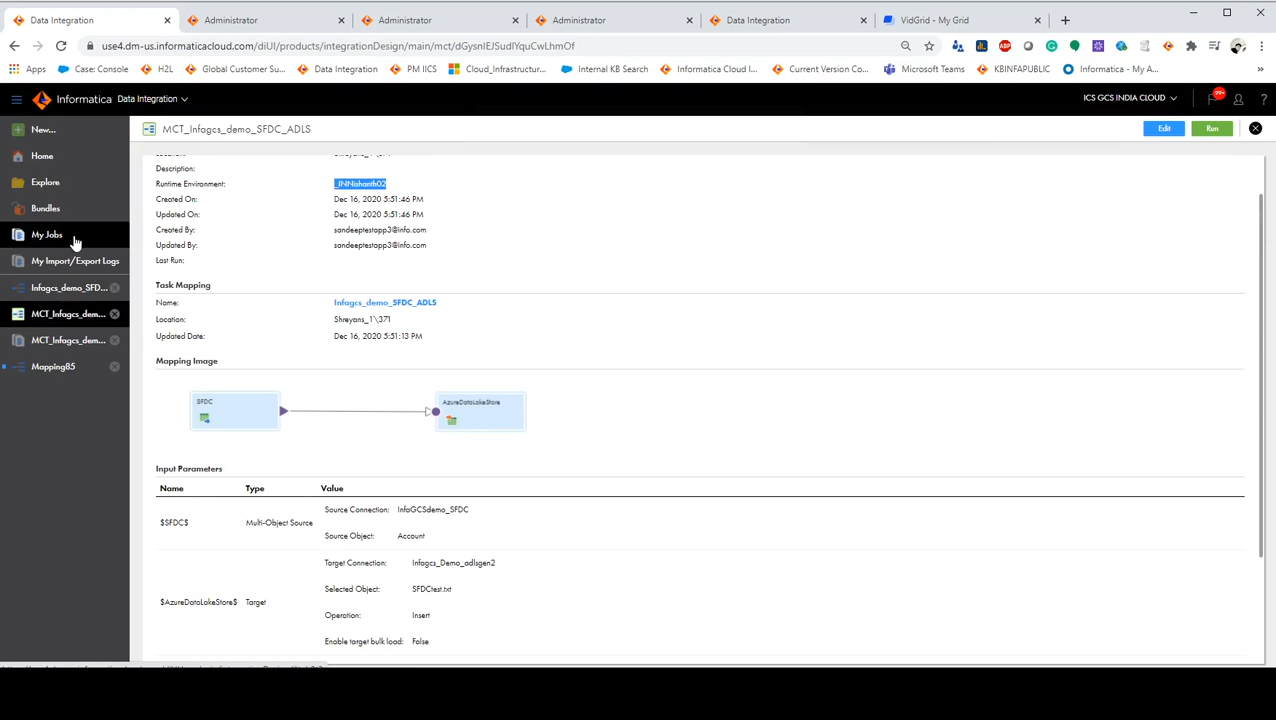 Data Integration
Administrator
Administrator
Administrator
Data Integration
VidGrid - My Grid
use4.dm-us.informaticacloud.com/diUI/products/integrationDesign/main/mct/dGysnIEJSudlYquCwLhmOf
Apps
Case: Console
H2L
Global Customer Su...
Data Integration
PM IICS
Cloud_Infrastructur...
Internal KB Search
Informatica Cloud I...
Current Version Co...
Microsoft Teams
KBINFAPUBLIC
Informatica - My A...
Informatica Data Integration
ICS GCS INDIA CLOUD
99+
New...
Home
Explore
Bundles
My Jobs
My Import/Export Logs
Infagcs_demo_SFD...
MCT_Infagcs_dem...
MCT_Infagcs_dem...
Mapping85
MCT_Infagcs_demo_SFDC_ADLS
Edit
Run
Description:
Runtime Environment: _INNishanth02
Created On: Dec 16, 2020 5:51:46 PM
Updated On: Dec 16, 2020 5:51:46 PM
Created By: sandeeptestapp3@info.com
Updated By: sandeeptestapp3@info.com
Last Run:
Task Mapping
Name: Infagcs_demo_SFDC_ADLS
Location: Shreyans_1\371
Updated Date: Dec 16, 2020 5:51:13 PM
Mapping Image
SFDC
AzureDataLakeStore
Input Parameters
Name Type Value
$SFDC$ Multi-Object Source
Source Connection: InfaGCSdemo_SFDC
Source Object: Account
$AzureDataLakeStore$ Target
Target Connection: Infagcs_Demo_adlsgen2
Selected Object: SFDCtest.txt
Operation: Insert
Enable target bulk load: False